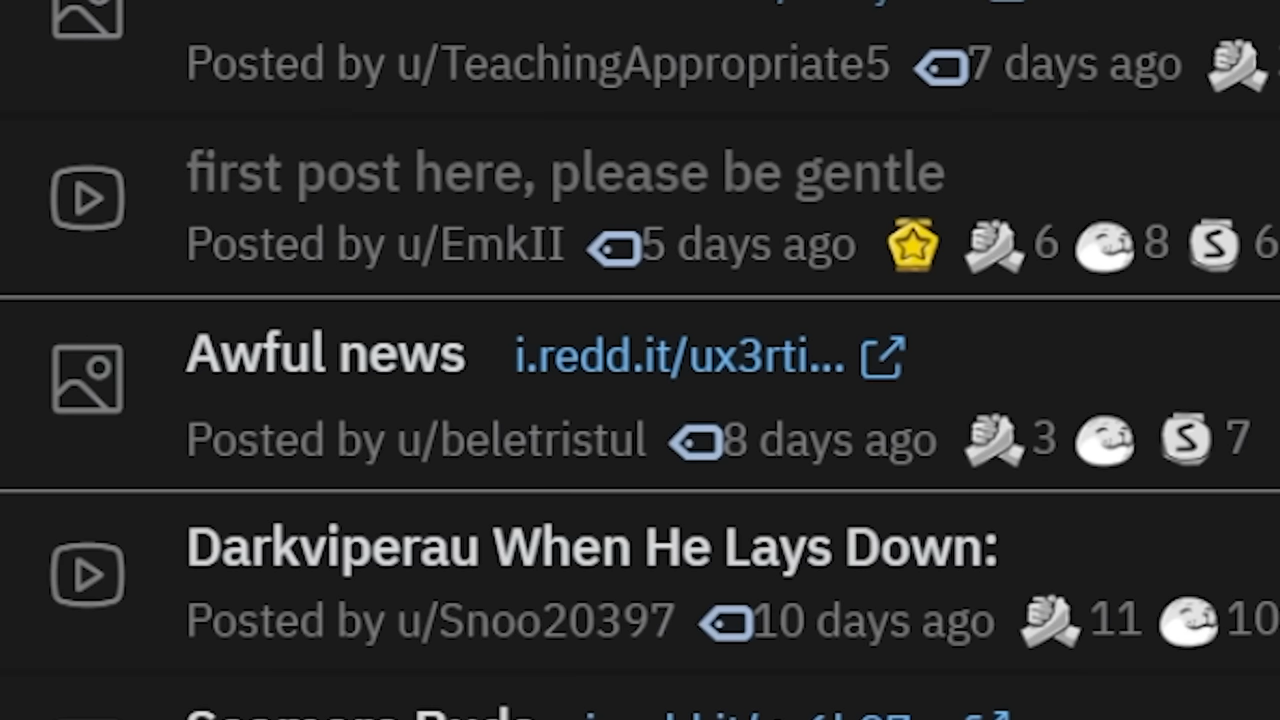 Posted by u/TeachingAppropriate5 7 days ago
first post here, please be gentle
Posted by u/EmkII 5 days ago 6 8 S 6
Awful news i.redd.it/ux3rti...
Posted by u/beletristul 8 days ago 3 S 7
Darkviperau When He Lays Down:
Posted by u/Snoo20397 10 days ago 11 10